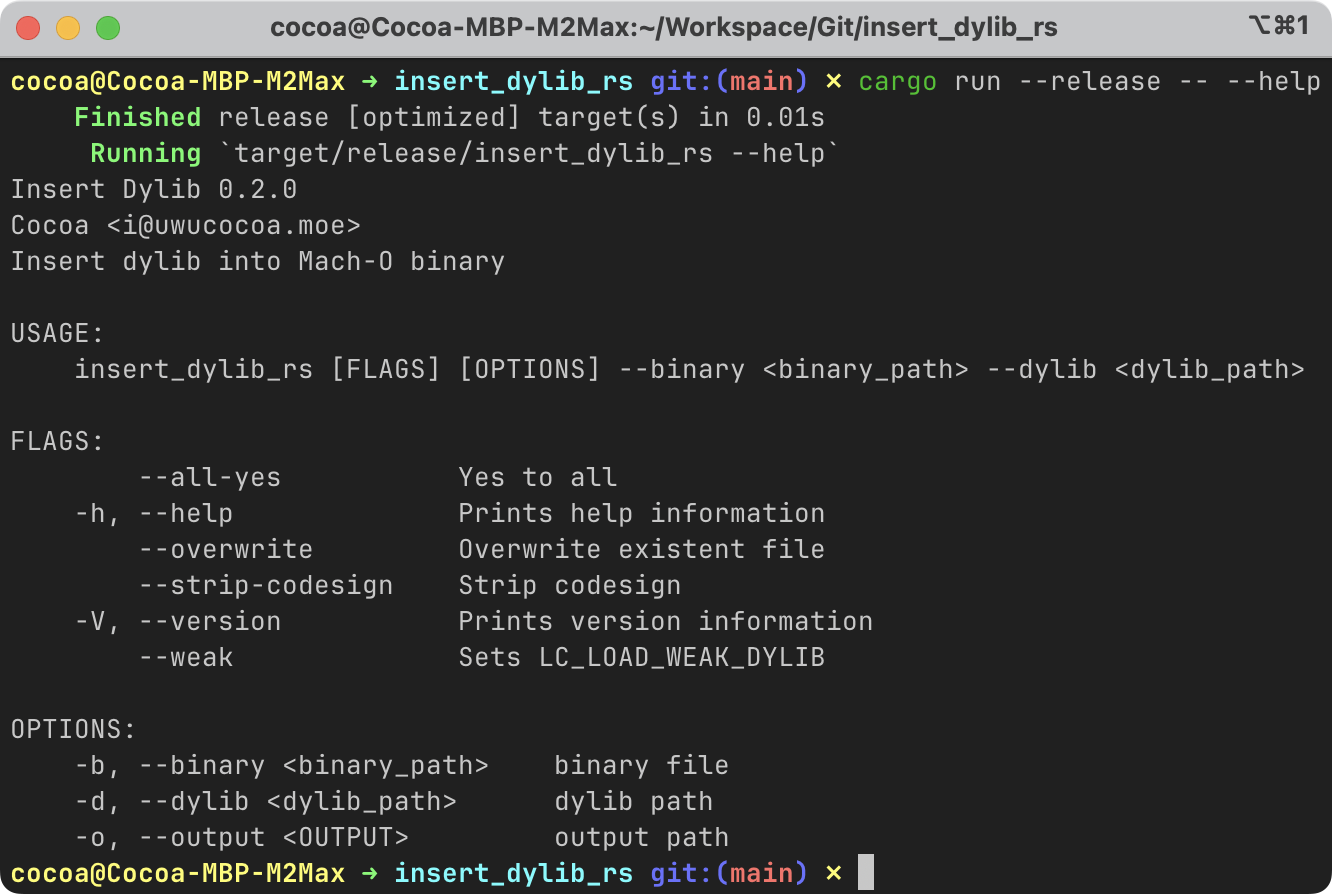 cocoa@Cocoa-MBP-M2Max:~/Workspace/Git/insert_dylib_rs ⌥⌘1
cocoa@Cocoa-MBP-M2Max → insert_dylib_rs git:(main) × cargo run --release -- --help
    Finished release [optimized] target(s) in 0.01s
     Running `target/release/insert_dylib_rs --help`
Insert Dylib 0.2.0
Cocoa <i@uwucocoa.moe>
Insert dylib into Mach-O binary

USAGE:
    insert_dylib_rs [FLAGS] [OPTIONS] --binary <binary_path> --dylib <dylib_path>

FLAGS:
        --all-yes           Yes to all
    -h, --help              Prints help information
        --overwrite         Overwrite existent file
        --strip-codesign    Strip codesign
    -V, --version           Prints version information
        --weak              Sets LC_LOAD_WEAK_DYLIB

OPTIONS:
    -b, --binary <binary_path>    binary file
    -d, --dylib <dylib_path>      dylib path
    -o, --output <OUTPUT>         output path
cocoa@Cocoa-MBP-M2Max → insert_dylib_rs git:(main) ×